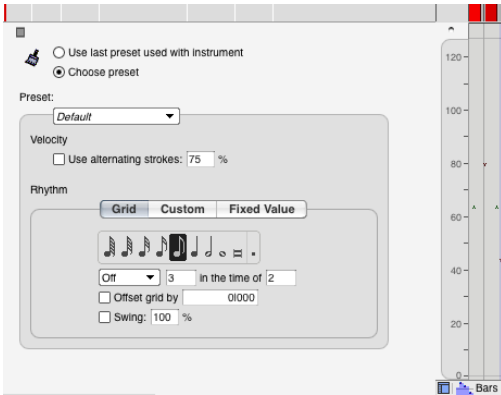 Use last preset used with instrument
Choose preset
Preset:
Default
Velocity
Use alternating strokes: 75 %
Rhythm
Grid Custom Fixed Value
Off 3 in the time of 2
Offset grid by 0|000
Swing: 100 %
120
100
80
60
40
20
0
Bars